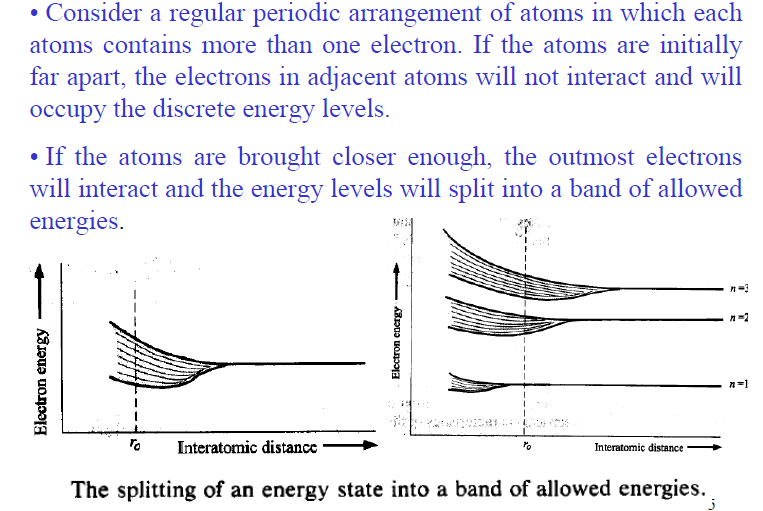 • Consider a regular periodic arrangement of atoms in which each
atoms contains more than one electron. If the atoms are initially
far apart, the electrons in adjacent atoms will not interact and will
occupy the discrete energy levels.
• If the atoms are brought closer enough, the outmost electrons
will interact and the energy levels will split into a band of allowed
energies.
Electron energy
r₀
Interatomic distance
Electron energy
n=3
n=2
n=1
r₀
Interatomic distance
The splitting of an energy state into a band of allowed energies.